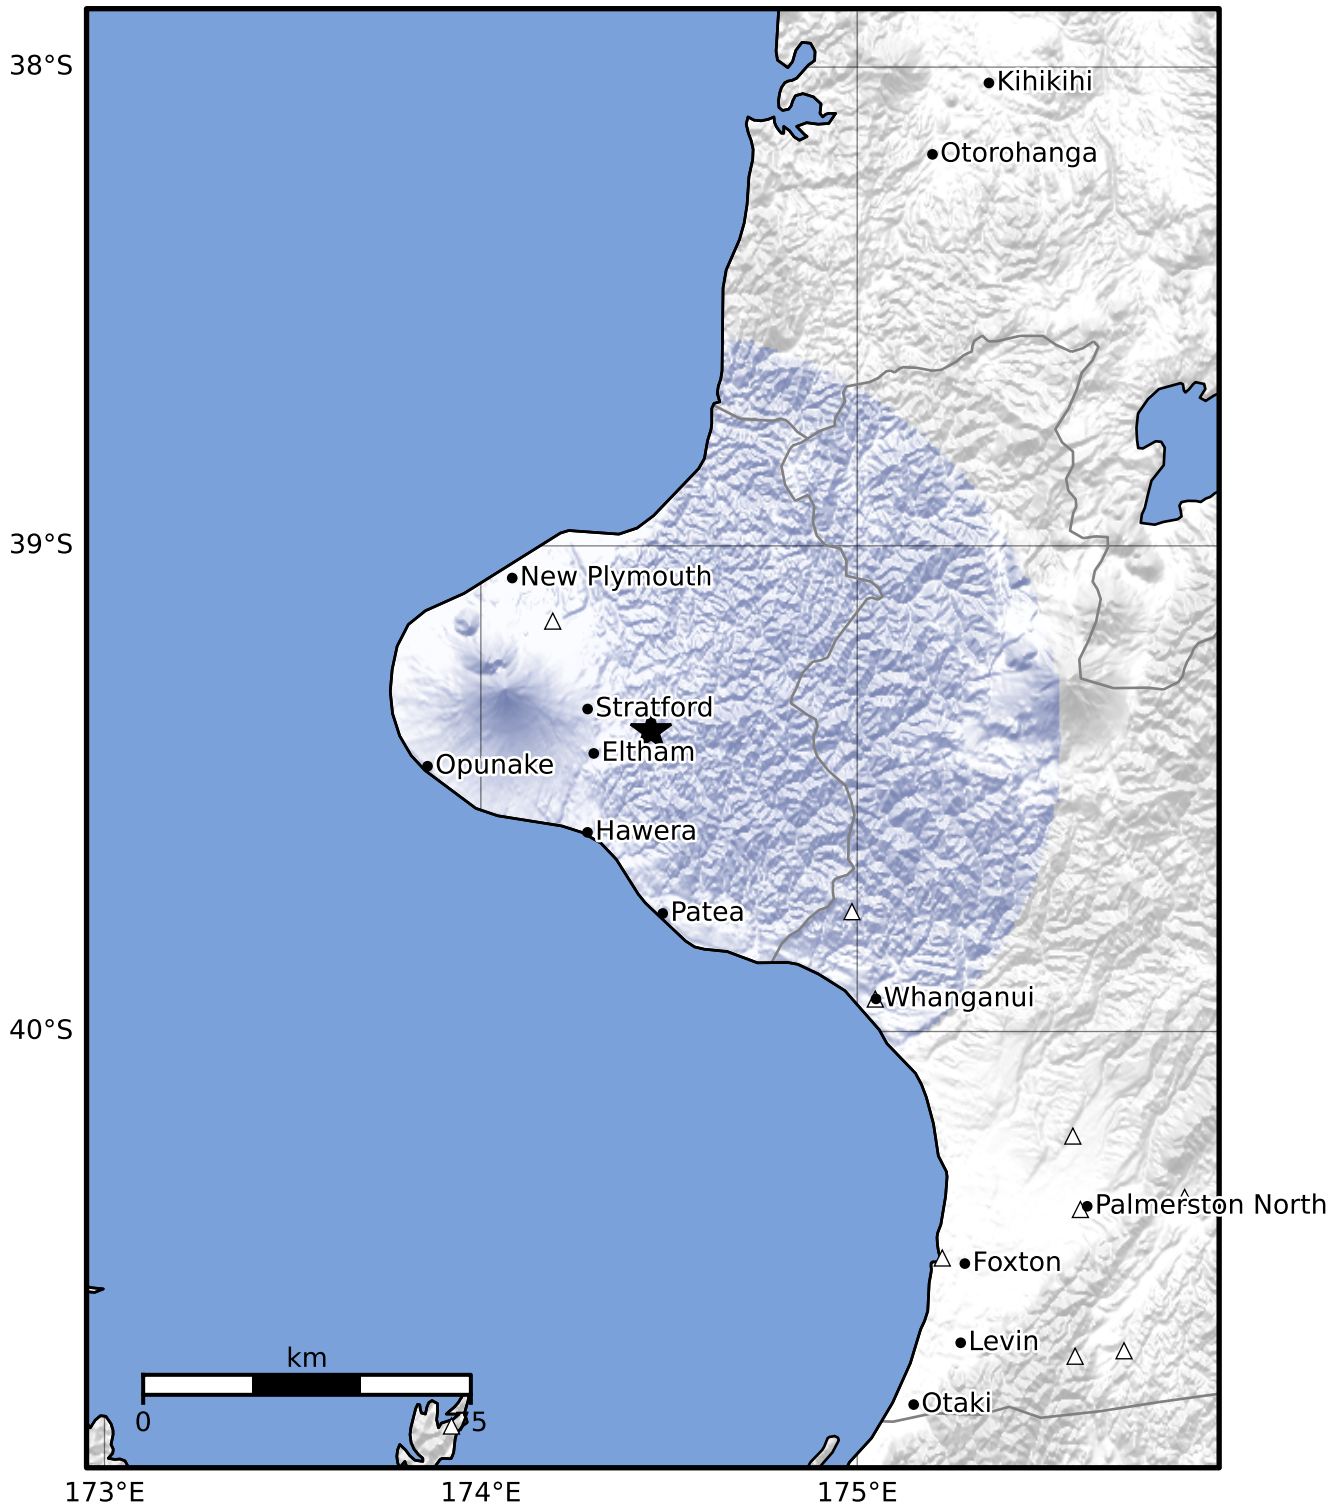 38°S
Kihikihi
Otorohanga
39°S
New Plymouth
Stratford
Eltham
Opunake
Hawera
Patea
Whanganui
40°S
Palmerston North
Foxton
Levin
km
Otaki
0
173°E
174°E
175°E